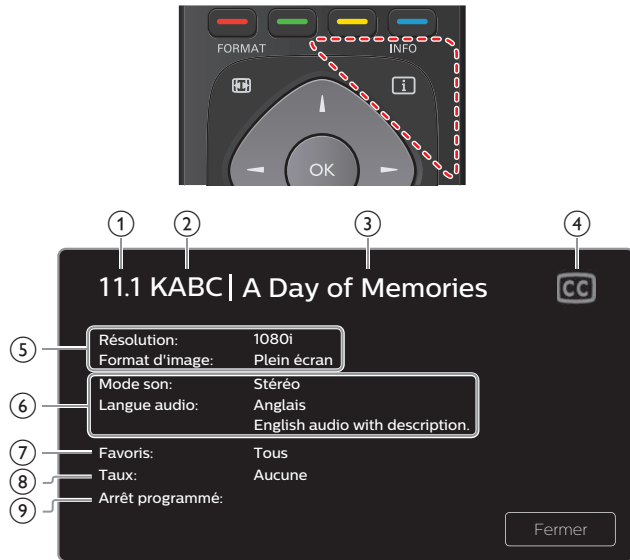 FORMAT INFO
i
OK
1 2 3 4
11.1 KABC | A Day of Memories CC
5 Résolution: 1080i
Format d'image: Plein écran
6 Mode son: Stéréo
Langue audio: Anglais
English audio with description.
7 Favoris: Tous
8 Taux: Aucune
9 Arrêt programmé:
Fermer